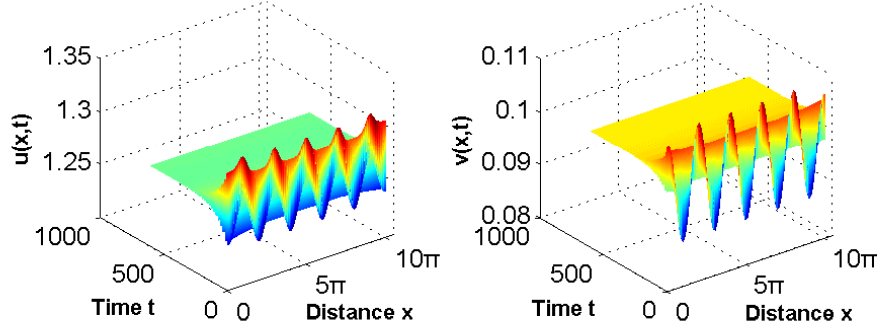 1.35
1.3
1.25
u(x,t)
1000
500
0
Time t
0
5π
10π
Distance x
0.11
0.1
0.09
0.08
v(x,t)
1000
500
0
Time t
0
5π
10π
Distance x